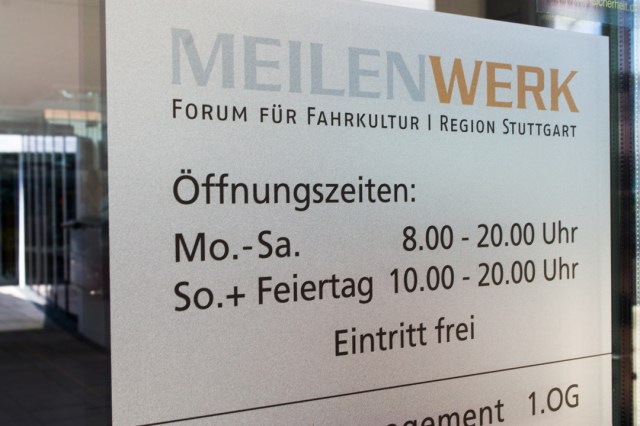 MEILENWERK
FORUM FÜR FAHRKULTUR | REGION STUTTGART
Öffnungszeiten:
Mo.-Sa. 8.00 - 20.00 Uhr
So.+ Feiertag 10.00 - 20.00 Uhr
Eintritt frei
1.OG